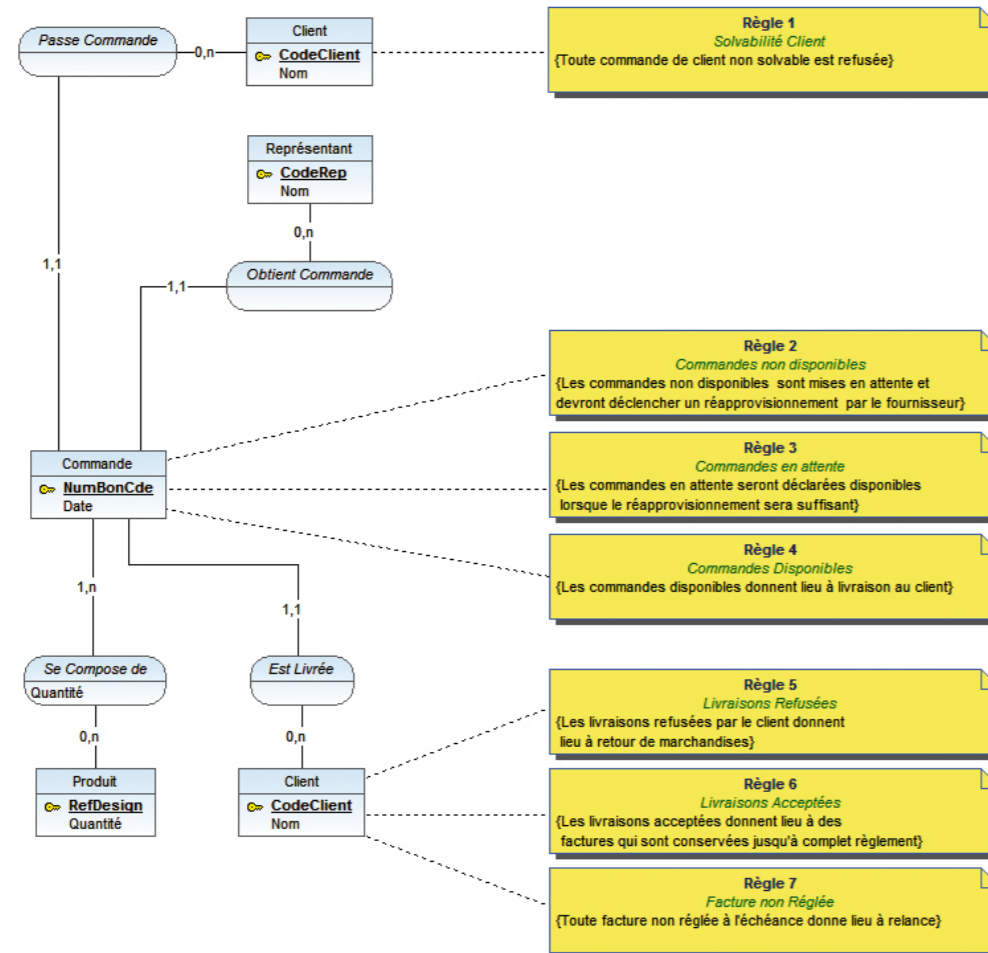 Passe Commande
0,n
Client
CodeClient
Nom
Règle 1
Solvabilité Client
{Toute commande de client non solvable est refusée}
Représentant
CodeRep
Nom
0,n
1,1
Obtient Commande
1,1
Règle 2
Commandes non disponibles
{Les commandes non disponibles sont mises en attente et
devront déclencher un réapprovisionnement par le fournisseur}
Commande
NumBonCde
Date
Règle 3
Commandes en attente
{Les commandes en attente seront déclarées disponibles
lorsque le réapprovisionnement sera suffisant}
Règle 4
Commandes Disponibles
{Les commandes disponibles donnent lieu à livraison au client}
1,n
1,1
Se Compose de
Quantité
Est Livrée
Règle 5
Livraisons Refusées
{Les livraisons refusées par le client donnent
lieu à retour de marchandises}
0,n
0,n
Produit
RefDesign
Quantité
Client
CodeClient
Nom
Règle 6
Livraisons Acceptées
{Les livraisons acceptées donnent lieu à des
factures qui sont conservées jusqu'à complet règlement}
Règle 7
Facture non Réglée
{Toute facture non réglée à l'échéance donne lieu à relance}